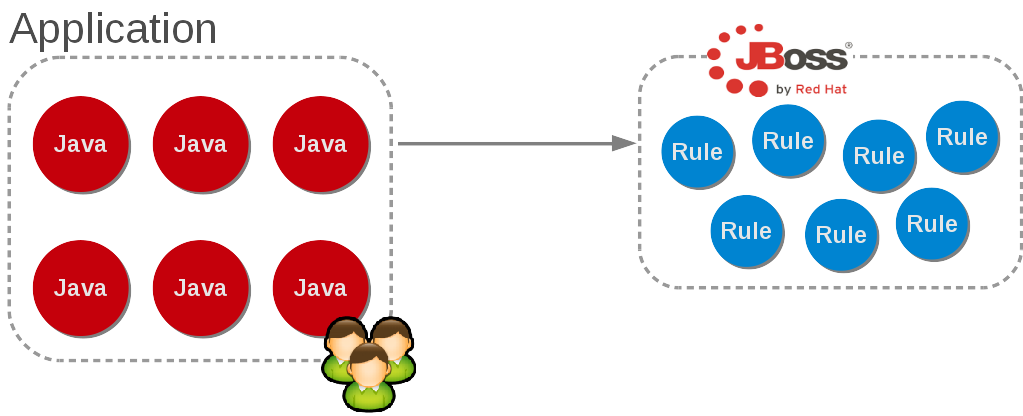 Application
JBoss®
by Red Hat
Java Java Java
Rule Rule Rule Rule
Rule Rule Rule
Java Java Java